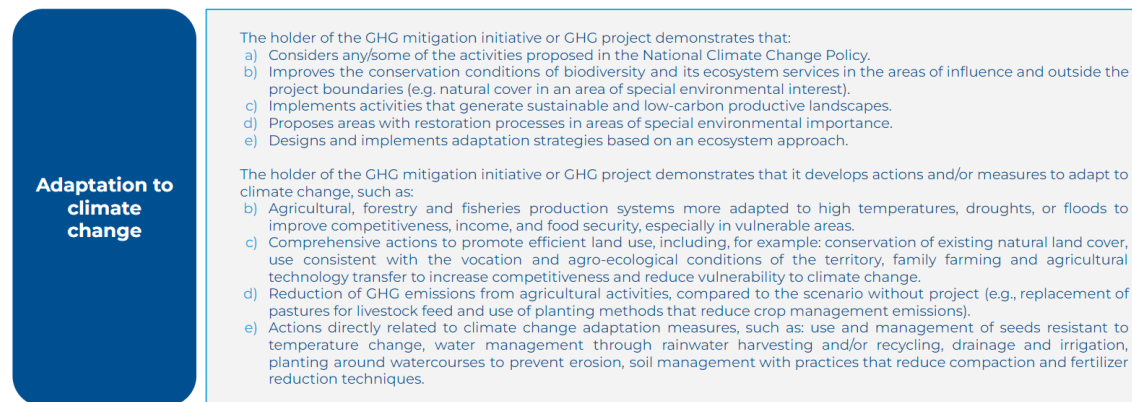 Adaptation to
climate
change
The holder of the GHG mitigation initiative or GHG project demonstrates that:
a) Considers any/some of the activities proposed in the National Climate Change Policy.
b) Improves the conservation conditions of biodiversity and its ecosystem services in the areas of influence and outside the
project boundaries (e.g. natural cover in an area of special environmental interest).
c) Implements activities that generate sustainable and low-carbon productive landscapes.
d) Proposes areas with restoration processes in areas of special environmental importance.
e) Designs and implements adaptation strategies based on an ecosystem approach.
The holder of the GHG mitigation initiative or GHG project demonstrates that it develops actions and/or measures to adapt to
climate change, such as:
b) Agricultural, forestry and fisheries production systems more adapted to high temperatures, droughts, or floods to
improve competitiveness, income, and food security, especially in vulnerable areas.
c) Comprehensive actions to promote efficient land use, including, for example: conservation of existing natural land cover,
use consistent with the vocation and agro-ecological conditions of the territory, family farming and agricultural
technology transfer to increase competitiveness and reduce vulnerability to climate change.
d) Reduction of GHG emissions from agricultural activities, compared to the scenario without project (e.g., replacement of
pastures for livestock feed and use of planting methods that reduce crop management emissions).
e) Actions directly related to climate change adaptation measures, such as: use and management of seeds resistant to
temperature change, water management through rainwater harvesting and/or recycling, drainage and irrigation,
planting around watercourses to prevent erosion, soil management with practices that reduce compaction and fertilizer
reduction techniques.